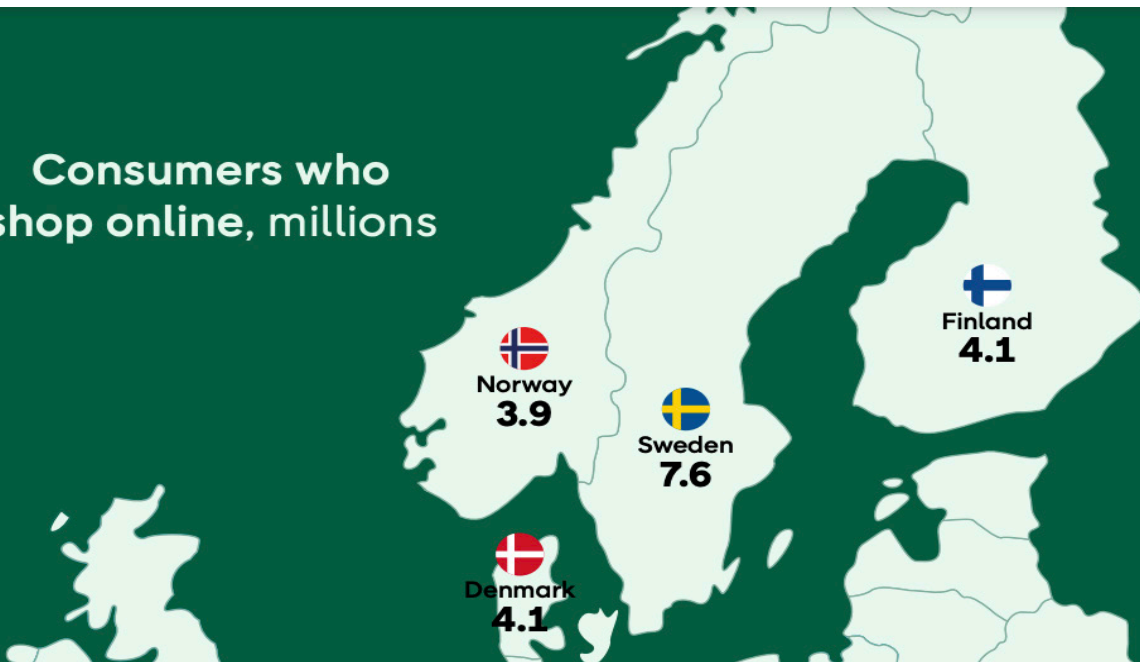 Consumers who
shop online, millions
Finland
4.1
Norway
3.9
Sweden
7.6
Denmark
4.1